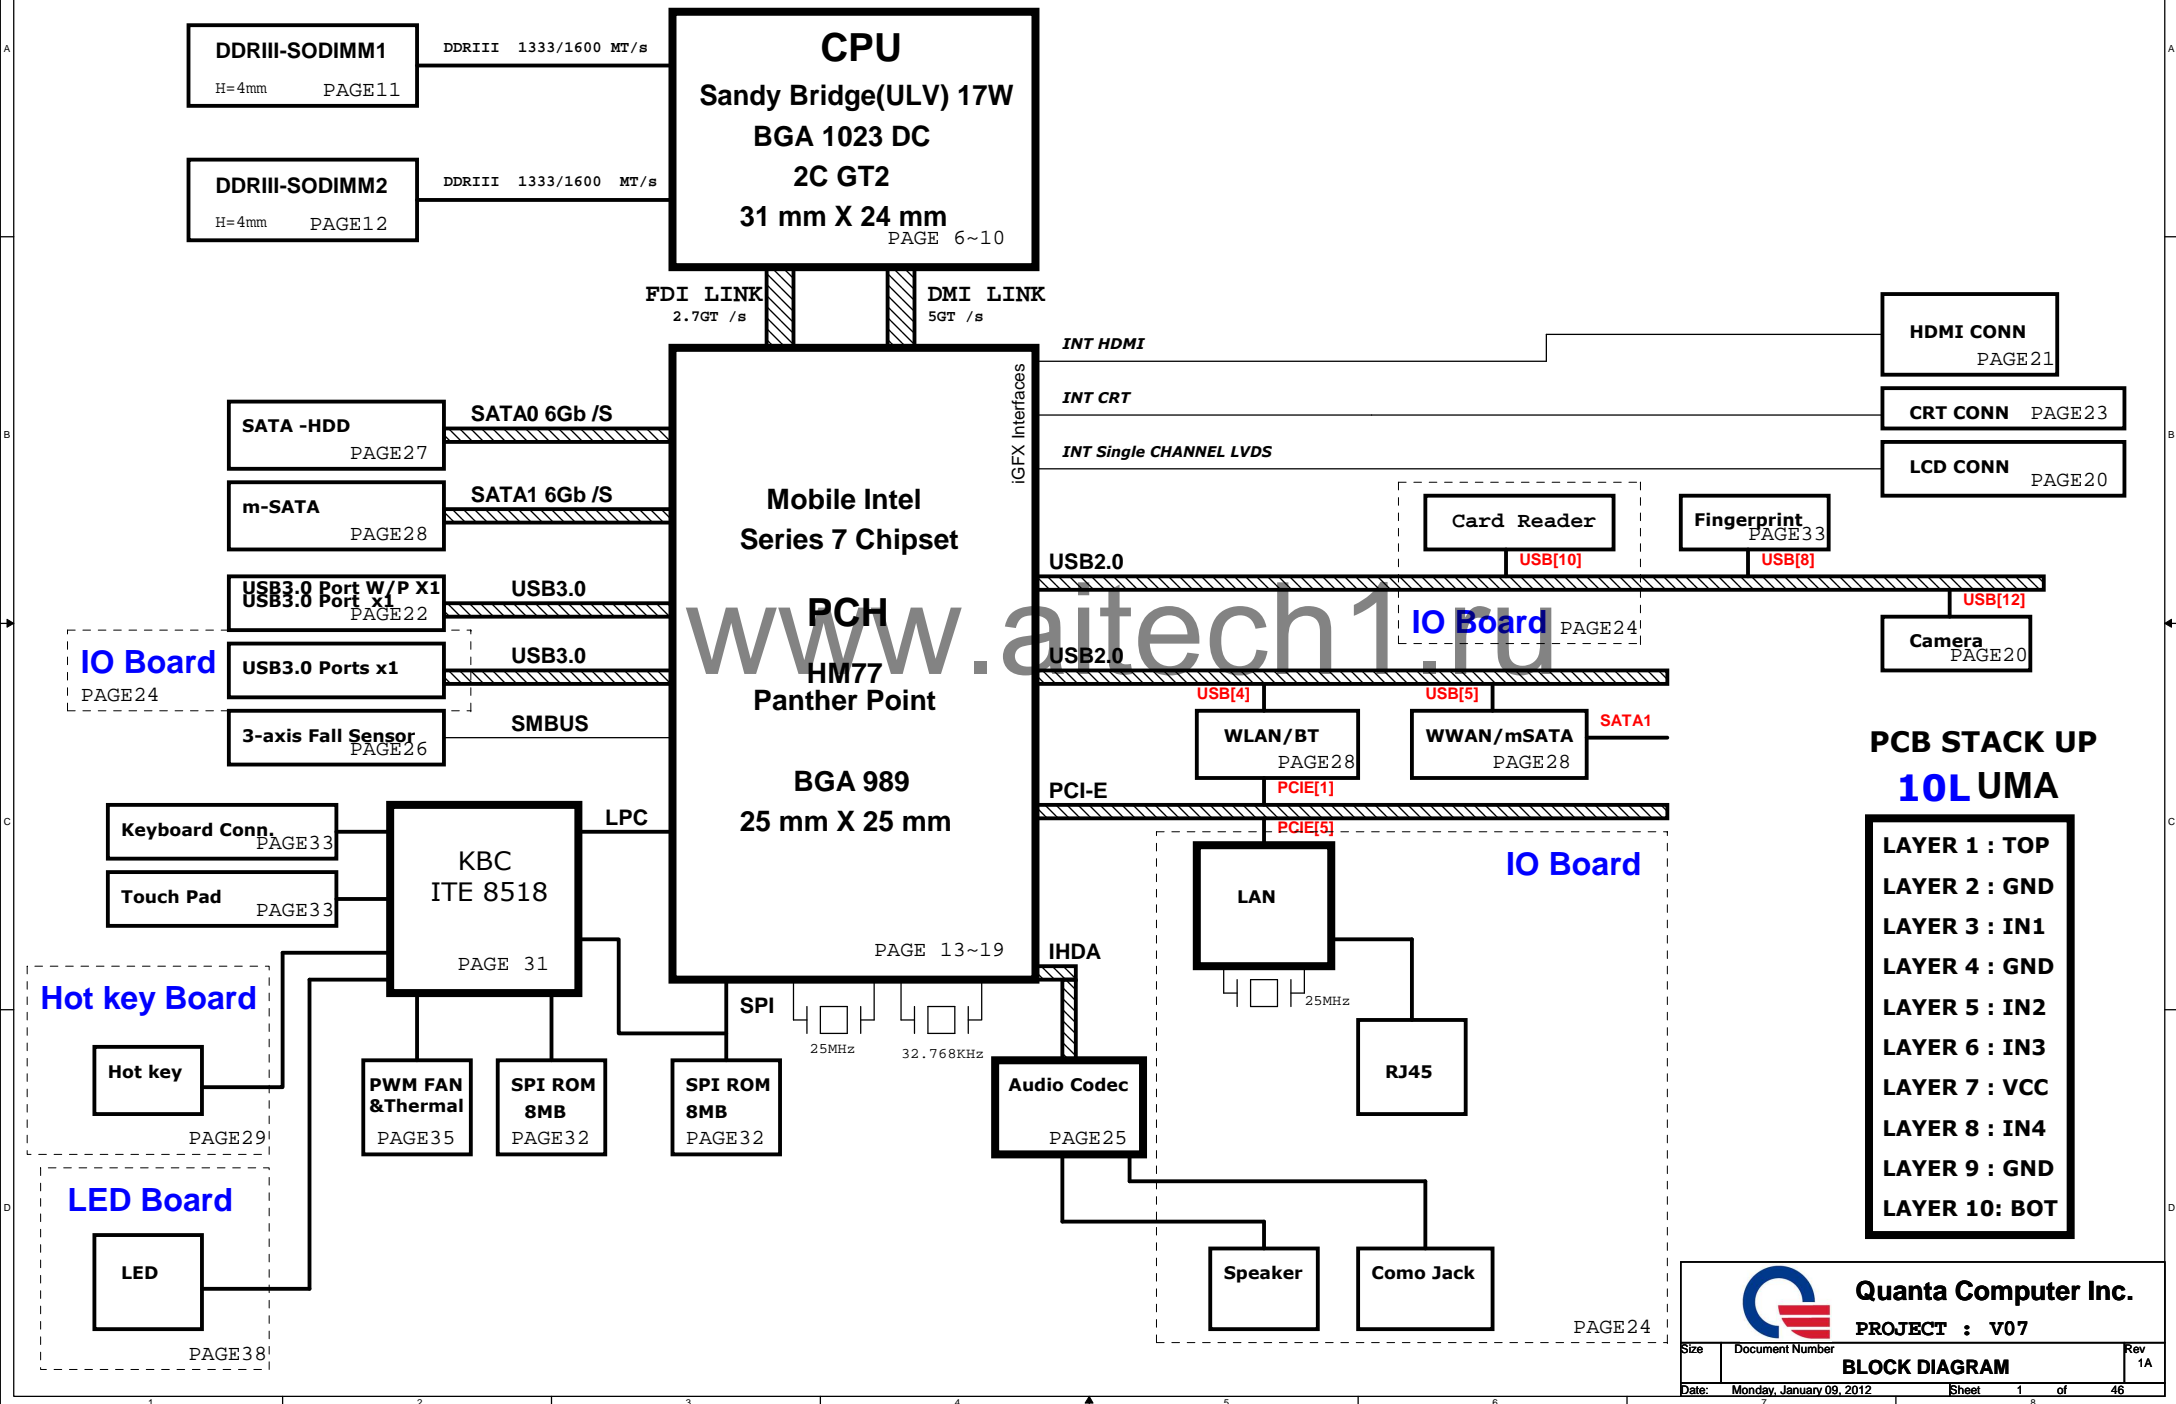 DDRIII-SODIMM1
H=4mm PAGE11
DDRIII 1333/1600 MT/s
DDRIII-SODIMM2
H=4mm PAGE12
DDRIII 1333/1600 MT/s
CPU
Sandy Bridge(ULV) 17W
BGA 1023 DC
2C GT2
31 mm X 24 mm
PAGE 6~10
FDI LINK
2.7GT /s
DMI LINK
5GT /s
INT HDMI
HDMI CONN
PAGE21
INT CRT
CRT CONN PAGE23
INT Single CHANNEL LVDS
LCD CONN
PAGE20
iGFX Interfaces
SATA -HDD
PAGE27
SATA0 6Gb /S
m-SATA
PAGE28
SATA1 6Gb /S
USB3.0 Port W/P X1
USB3.0 Port x1
PAGE22
USB3.0
IO Board
PAGE24
USB3.0 Ports x1
USB3.0
3-axis Fall Sensor
PAGE26
SMBUS
Mobile Intel
Series 7 Chipset
PCH
HM77
Panther Point
BGA 989
25 mm X 25 mm
PAGE 13~19
www.aitech1.ru
Card Reader
USB[10]
IO Board PAGE24
Fingerprint
PAGE33
USB[8]
USB2.0
USB[12]
Camera
PAGE20
USB2.0
USB[4]
USB[5]
WLAN/BT
PAGE28
WWAN/mSATA
PAGE28
SATA1
PCIE[1]
PCI-E
PCIE[5]
IO Board
LAN
25MHz
RJ45
Keyboard Conn.
PAGE33
Touch Pad
PAGE33
KBC
ITE 8518
PAGE 31
LPC
Hot key Board
Hot key
PAGE29
LED Board
LED
PAGE38
PWM FAN
&Thermal
PAGE35
SPI ROM
8MB
PAGE32
SPI ROM
8MB
PAGE32
SPI
25MHz
32.768KHz
IHDA
Audio Codec
PAGE25
Speaker
Como Jack
PAGE24
PCB STACK UP
10L UMA
LAYER 1 : TOP
LAYER 2 : GND
LAYER 3 : IN1
LAYER 4 : GND
LAYER 5 : IN2
LAYER 6 : IN3
LAYER 7 : VCC
LAYER 8 : IN4
LAYER 9 : GND
LAYER 10: BOT
Quanta Computer Inc.
PROJECT : V07
Size Document Number Rev
BLOCK DIAGRAM 1A
Date: Monday, January 09, 2012 Sheet 1 of 46
A
B
C
D
A
B
C
D
1 2 3 4 5 6 7 8